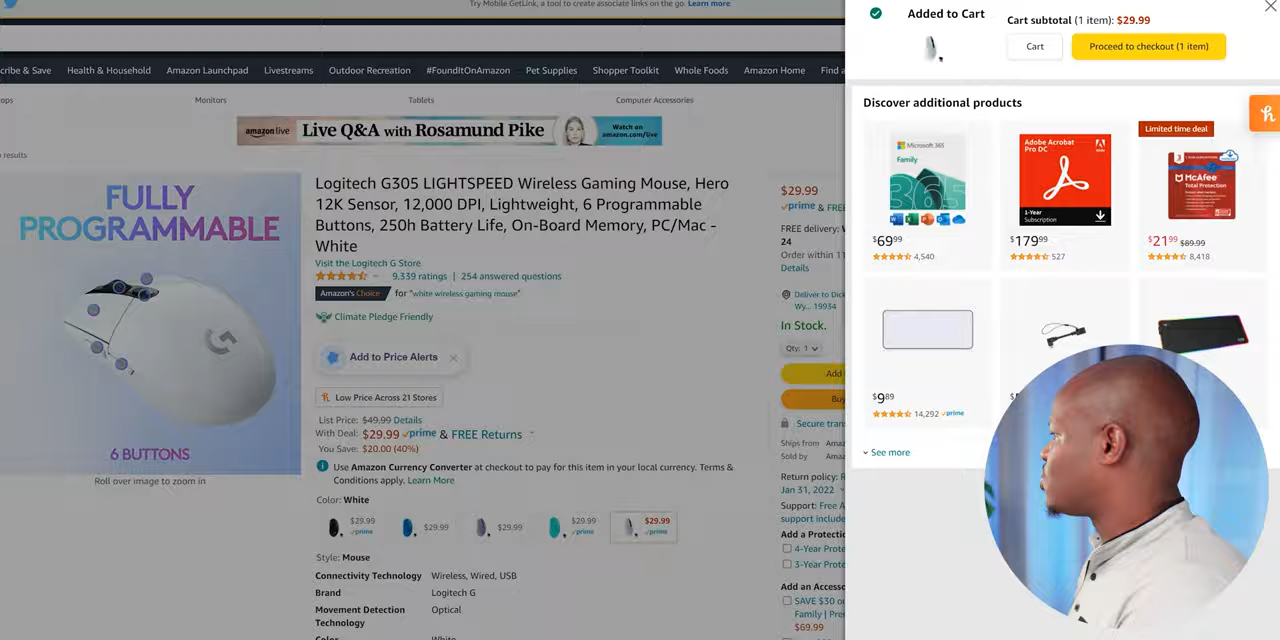 Try Mobile GetLink, a tool to create associate links on the go. Learn more
cribe & Save Health & Household Amazon Launchpad Livestreams Outdoor Recreation #FoundItOnAmazon Pet Supplies Shopper Toolkit Whole Foods Amazon Home Find a
ops Monitors Tablets Computer Accessories
amazon live Live Q&A with Rosamund Pike Watch on amazon.com/live
results
FULLY
PROGRAMMABLE
6 BUTTONS
Roll over image to zoom in
Logitech G305 LIGHTSPEED Wireless Gaming Mouse, Hero
12K Sensor, 12,000 DPI, Lightweight, 6 Programmable
Buttons, 250h Battery Life, On-Board Memory, PC/Mac -
White
Visit the Logitech G Store
9,339 ratings | 254 answered questions
Amazon's Choice for "white wireless gaming mouse"
Climate Pledge Friendly
Add to Price Alerts
Low Price Across 21 Stores
List Price: $49.99 Details
With Deal: $29.99 prime & FREE Returns
You Save: $20.00 (40%)
Use Amazon Currency Converter at checkout to pay for this item in your local currency. Terms &
Conditions apply. Learn More
Color: White
$29.99 prime
$29.99
$29.99
$29.99 prime
$29.99 prime
Style: Mouse
Connectivity Technology Wireless, Wired, USB
Brand Logitech G
Movement Detection Optical
Technology
Color White
$29.99
prime & FREE
FREE delivery: W
24
Order within 11
Details
Deliver to Dick
Wy... 19934
In Stock.
Qty: 1
Add
Buy
Secure tran
Ships from Amaz
Sold by Amaz
Return policy: R
Jan 31, 2022
Support: Free A
support include
Add a Protectio
4-Year Prote
3-Year Prote
Add an Accesso
SAVE $30 o
Family | Pre
$69.99
Added to Cart
Cart subtotal (1 item): $29.99
Cart
Proceed to checkout (1 item)
Discover additional products
Microsoft 365
Family
365
$69.99
4,540
Adobe Acrobat
Pro DC
1-Year
Subscription
$179.99
527
Limited time deal
McAfee
Total Protection
$21.99 $89.99
8,418
$9.89
14,292 prime
See more